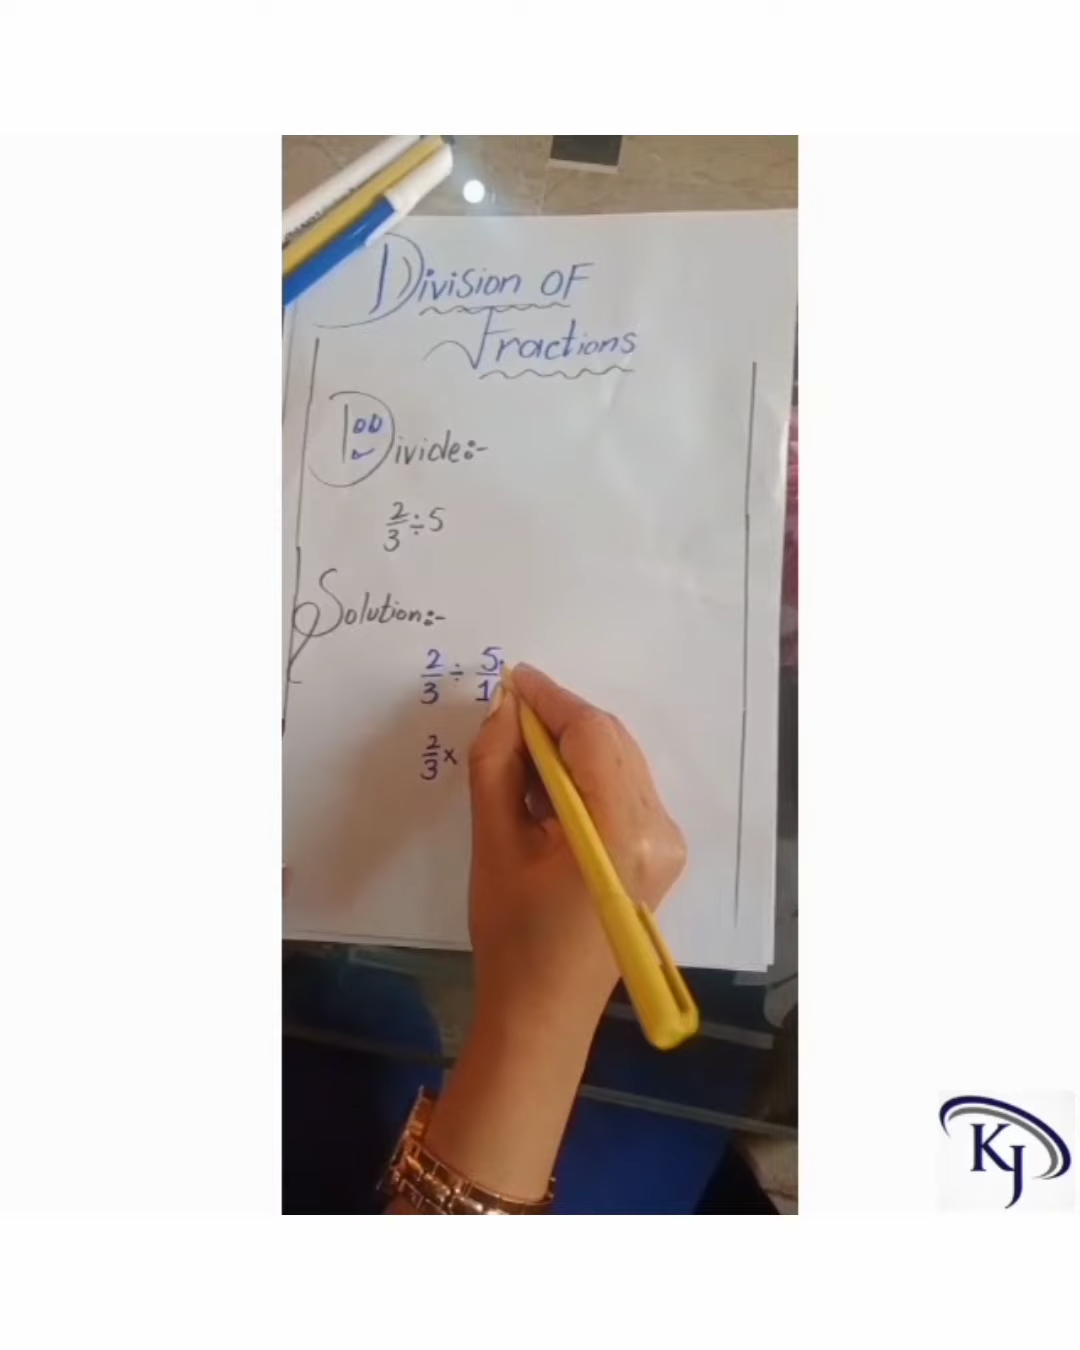 Division OF
Fractions
Divide:-
2/3 ÷ 5
Solution:-
2/3 ÷ 5/1
2/3 ×
KJ